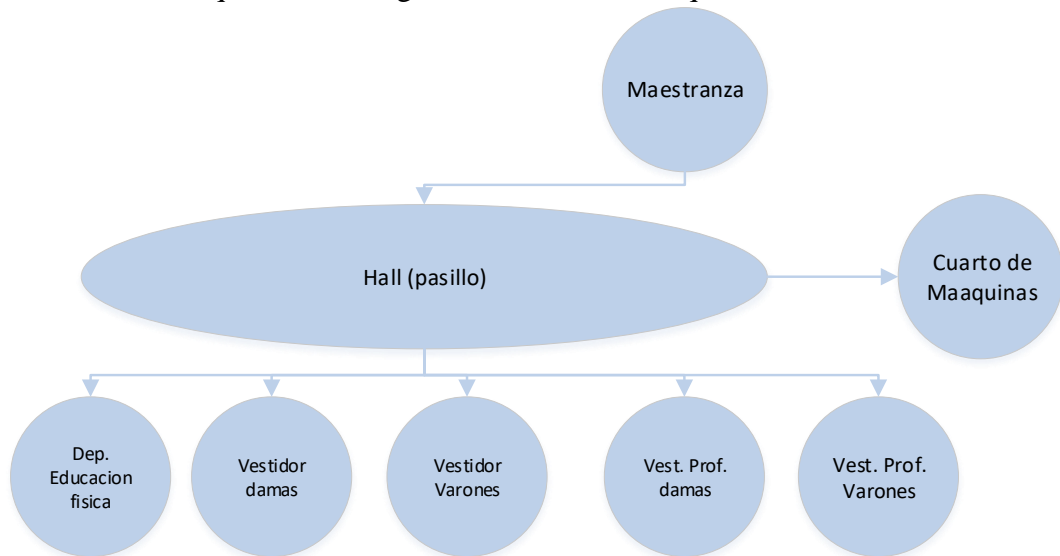 Maestranza
Hall (pasillo)
Cuarto de
Maaquinas
Dep.
Educacion
fisica
Vestidor
damas
Vestidor
Varones
Vest. Prof.
damas
Vest. Prof.
Varones